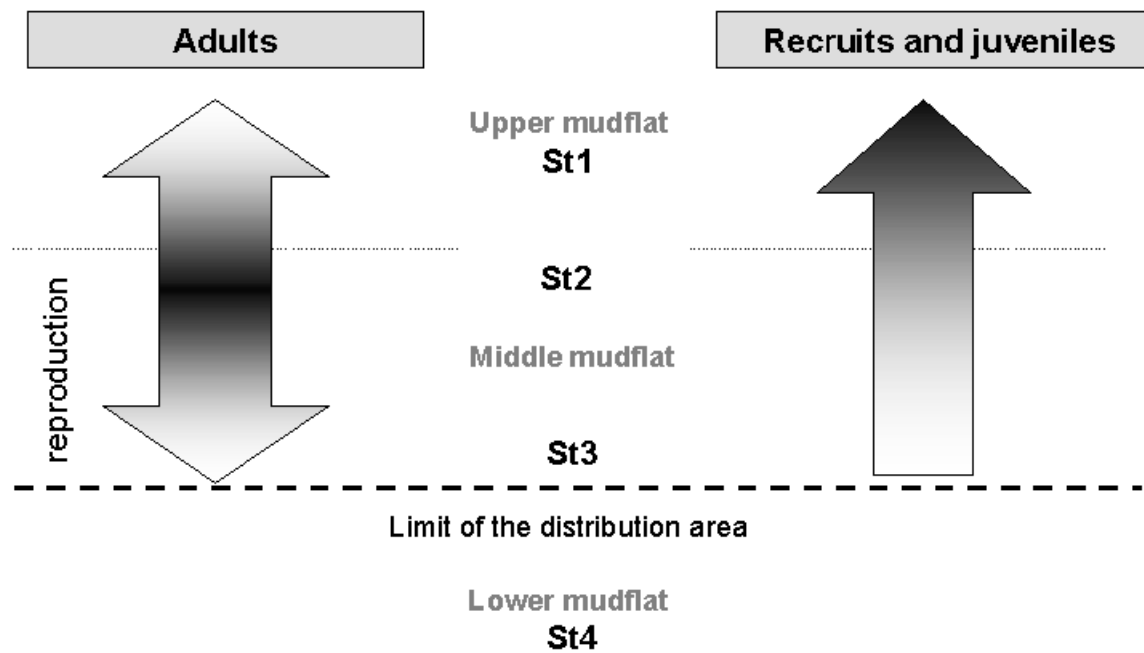 Adults
Recruits and juveniles
Upper mudflat
St1
St2
reproduction
Middle mudflat
St3
Limit of the distribution area
Lower mudflat
St4